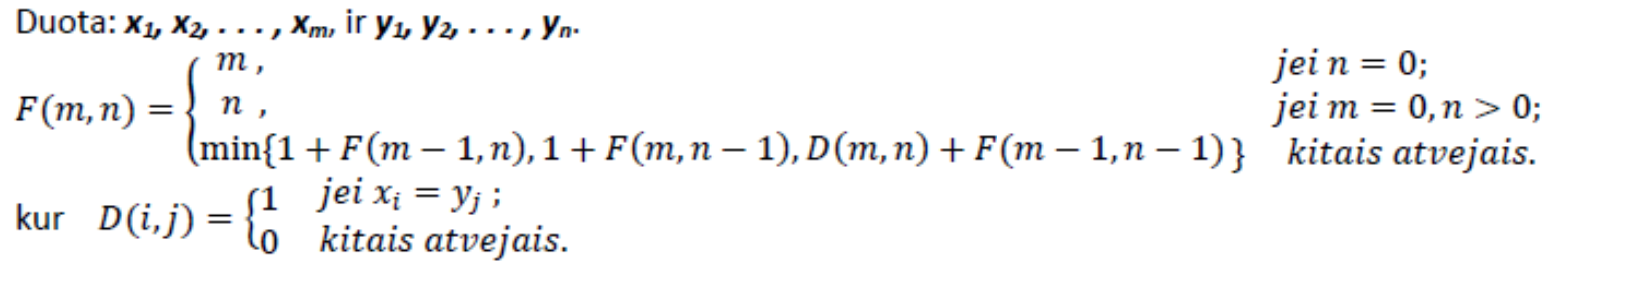 Duota: x₁, x₂, . . . , xₘ, ir y₁, y₂, . . . , yₙ.
m , jei n = 0;
F(m, n) = { n , jei m = 0, n > 0;
min{1 + F(m − 1, n), 1 + F(m, n − 1), D(m, n) + F(m − 1, n − 1)} kitais atvejais.
kur D(i, j) = { 1 jei xᵢ = yⱼ ;
0 kitais atvejais.